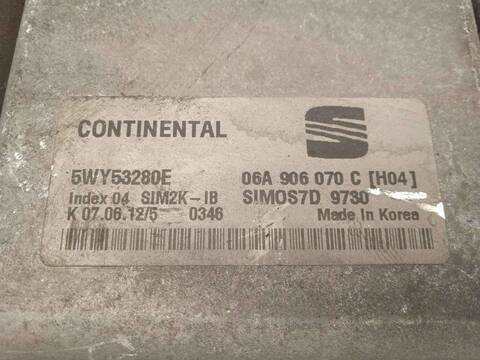 CONTINENTAL
5WY53280E 06A 906 070 C [H04]
Index 04 SIM2K-IB SIMOS7D 9730
K 07.06.12/5 0346 Made in Korea